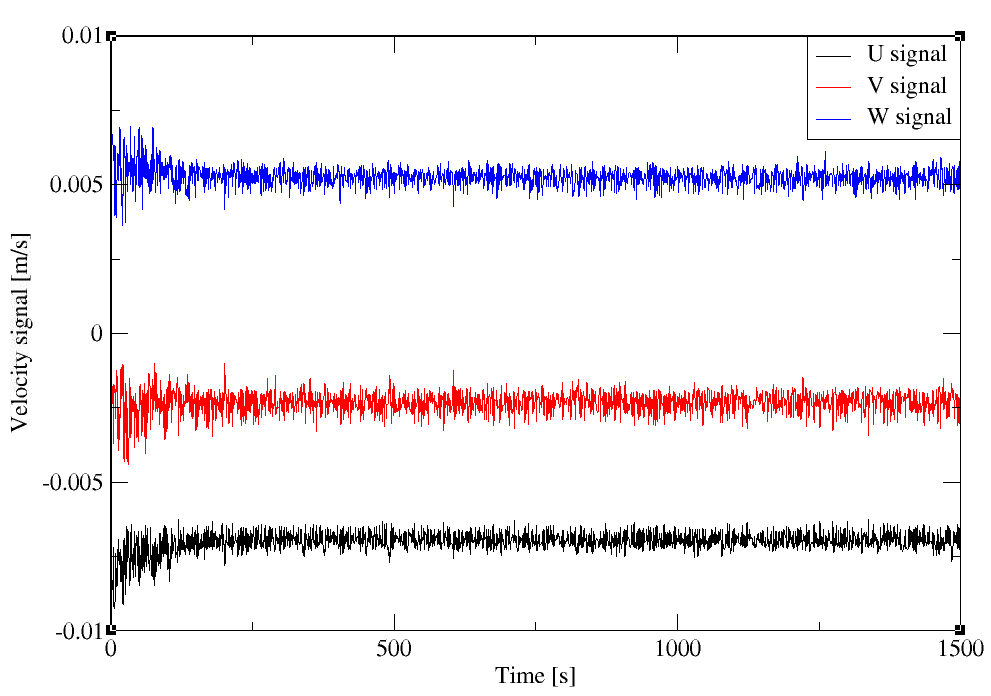 0.01
U signal
V signal
W signal
0.005
Velocity signal [m/s]
0
-0.005
-0.01
0
500
1000
1500
Time [s]